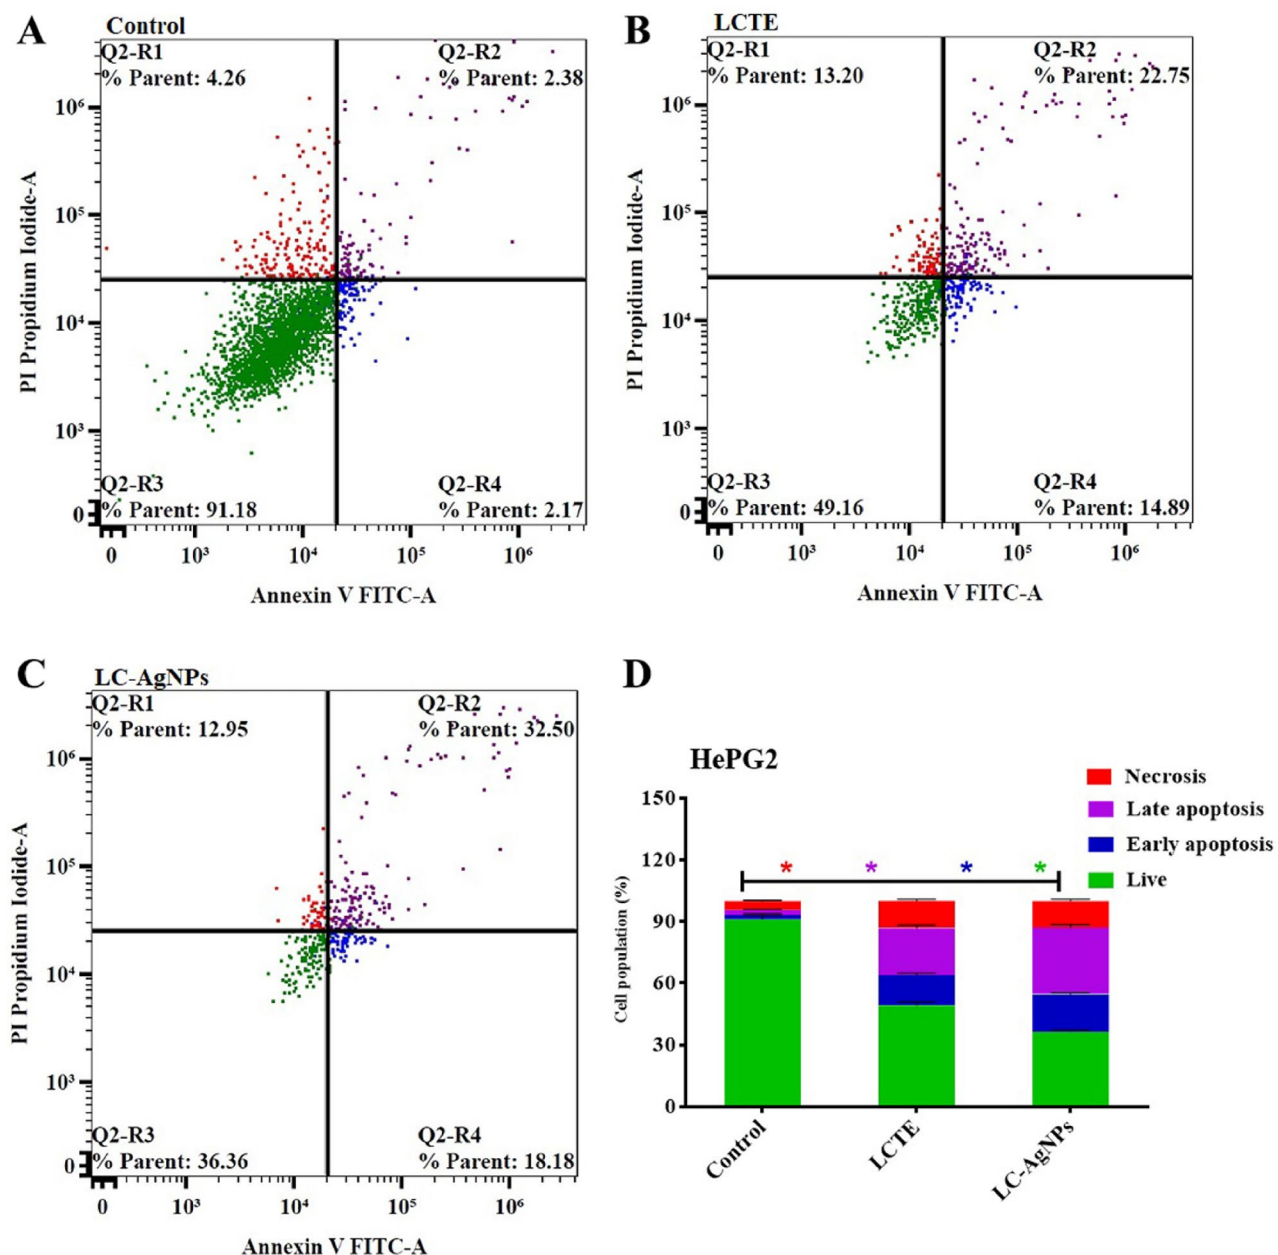 A
Control
Q2-R1
% Parent: 4.26
Q2-R2
% Parent: 2.38
10⁶
10⁵
10⁴
10³
0
PI Propidium Iodide-A
Q2-R3
% Parent: 91.18
Q2-R4
% Parent: 2.17
0 10³ 10⁴ 10⁵ 10⁶
Annexin V FITC-A
B
LCTE
Q2-R1
% Parent: 13.20
Q2-R2
% Parent: 22.75
10⁶
10⁵
10⁴
10³
0
PI Propidium Iodide-A
Q2-R3
% Parent: 49.16
Q2-R4
% Parent: 14.89
0 10³ 10⁴ 10⁵ 10⁶
Annexin V FITC-A
C
LC-AgNPs
Q2-R1
% Parent: 12.95
Q2-R2
% Parent: 32.50
10⁶
10⁵
10⁴
10³
0
PI Propidium Iodide-A
Q2-R3
% Parent: 36.36
Q2-R4
% Parent: 18.18
0 10³ 10⁴ 10⁵ 10⁶
Annexin V FITC-A
D
HePG2
Necrosis
Late apoptosis
Early apoptosis
Live
* * * *
150
120
90
60
30
0
Cell population (%)
Control
LCTE
LC-AgNPs